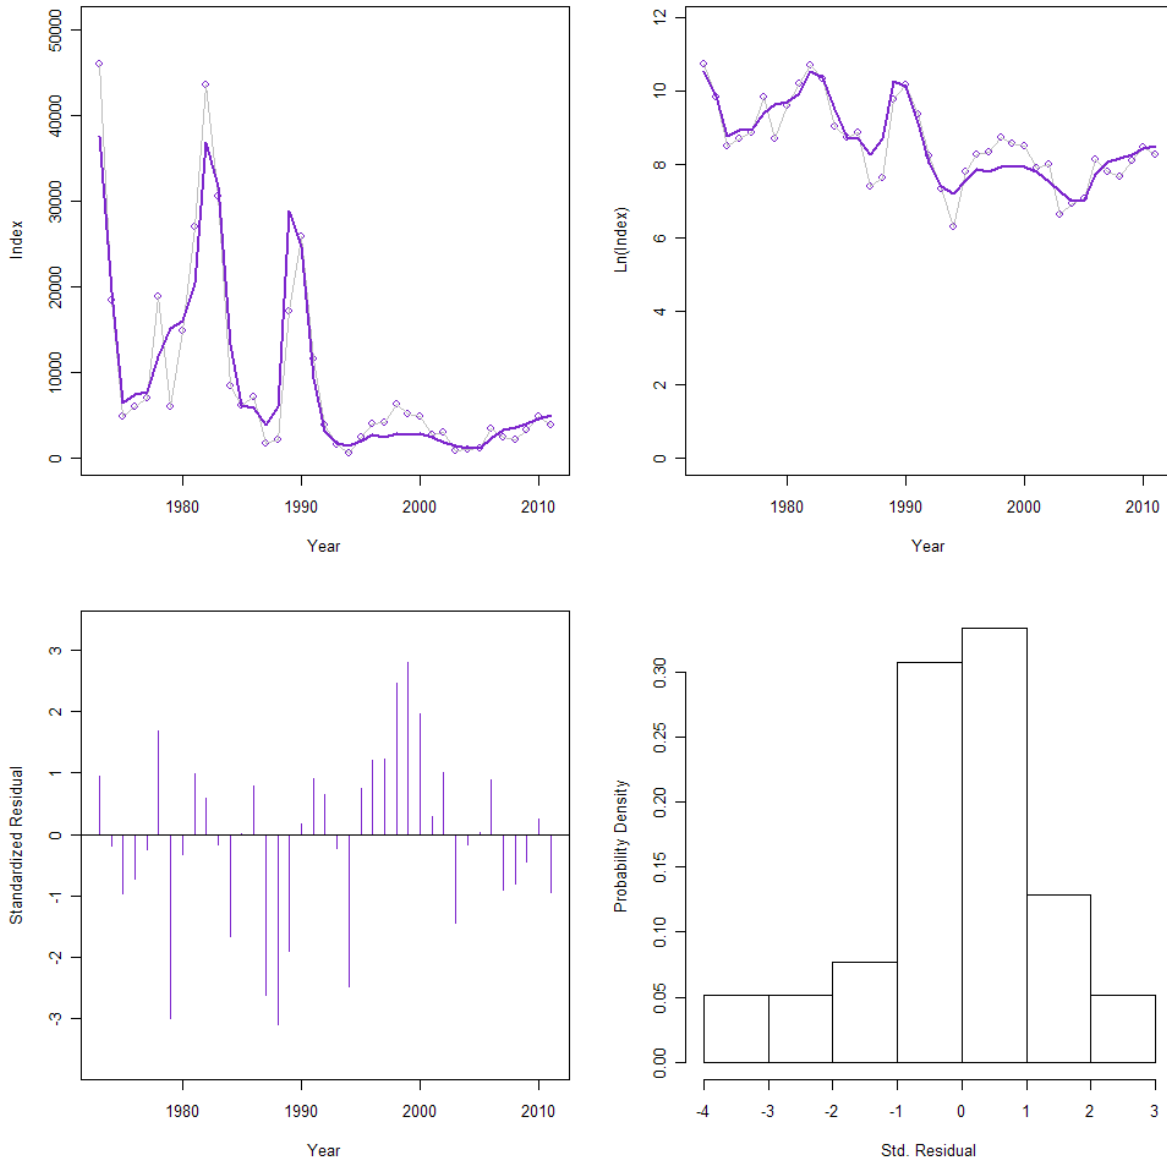 Index
50000
40000
30000
20000
10000
0
1980 1990 2000 2010
Year
Ln(Index)
12
10
8
6
4
2
0
1980 1990 2000 2010
Year
Standardized Residual
3
2
1
0
-1
-2
-3
1980 1990 2000 2010
Year
Probability Density
0.30
0.25
0.20
0.15
0.10
0.05
0.00
-4 -3 -2 -1 0 1 2 3
Std. Residual